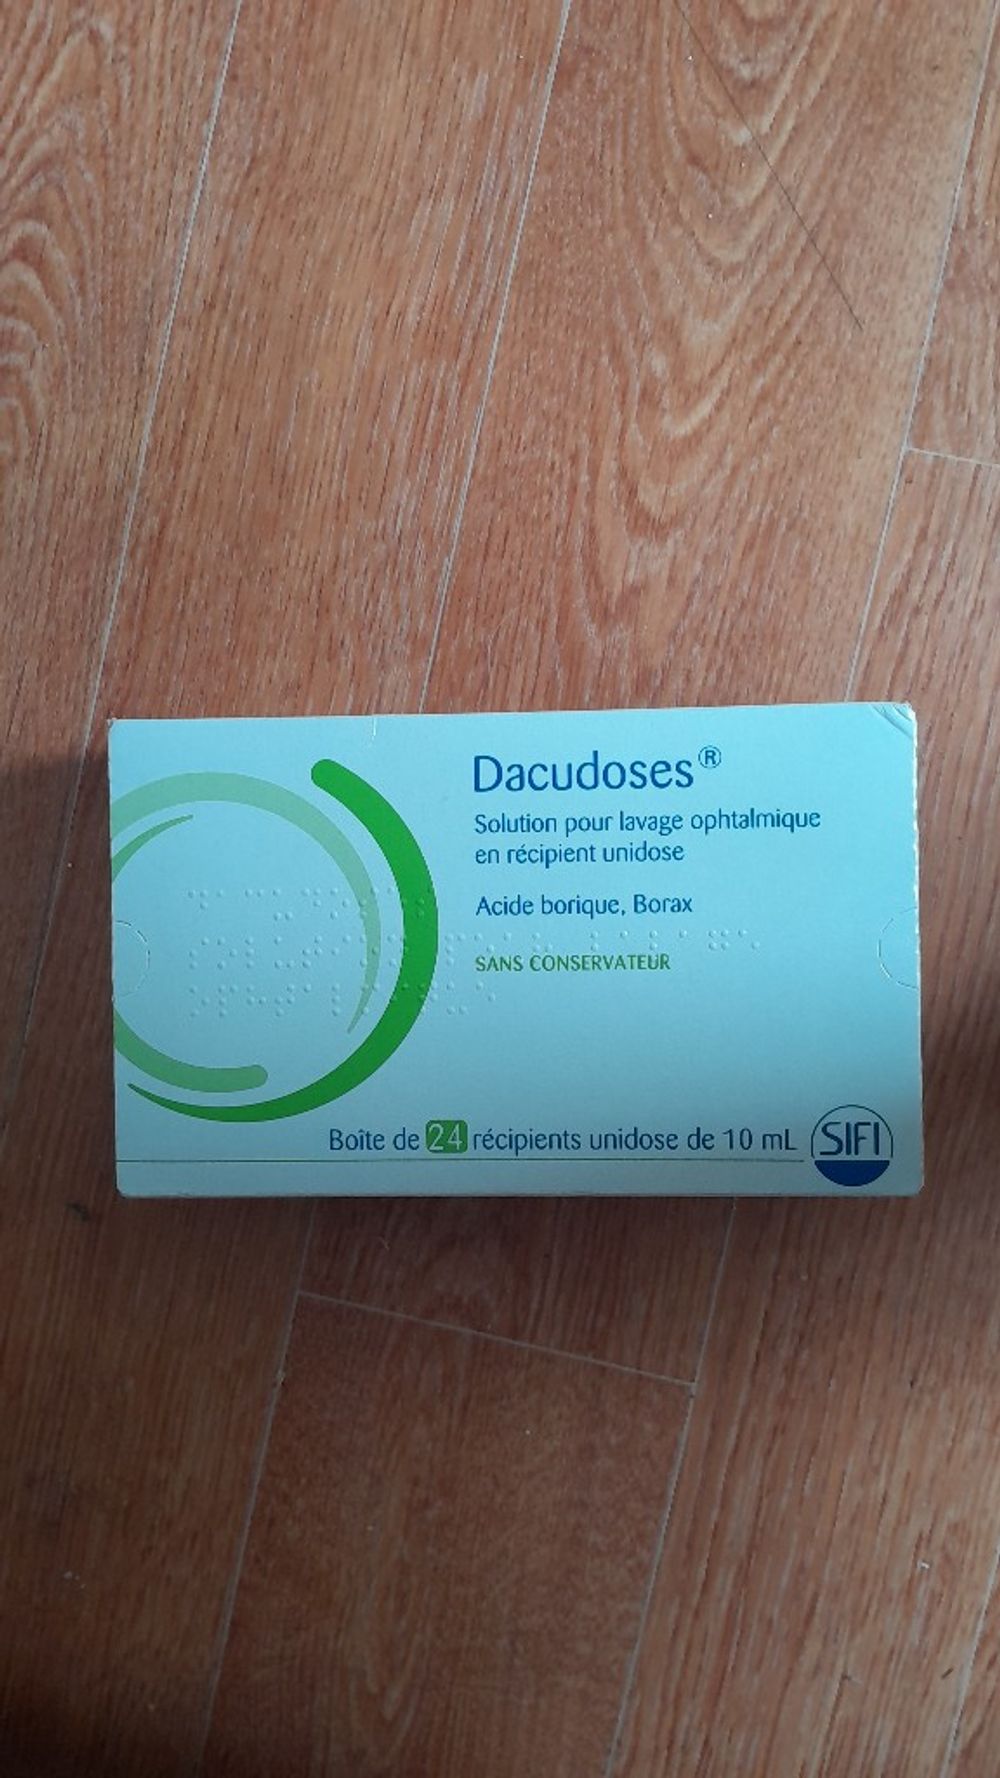 Dacudoses®
Solution pour lavage ophtalmique
en récipient unidose
Acide borique, Borax
SANS CONSERVATEUR
Boîte de 24 récipients unidose de 10 mL
SIFI